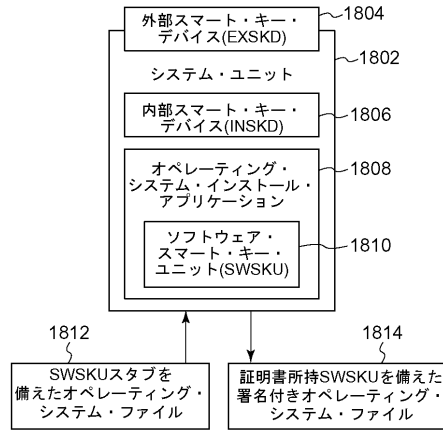 外部スマート・キー・
デバイス(EXSKD)
1804
1802
システム・ユニット
内部スマート・キー・
デバイス(INSKD)
1806
オペレーティング・
システム・インストール・
アプリケーション
1808
ソフトウェア・
スマート・キー・
ユニット(SWSKU)
1810
1812
SWSKUスタブを
備えたオペレーティング・
システム・ファイル
1814
証明書所持SWSKUを備えた
署名付きオペレーティング・
システム・ファイル